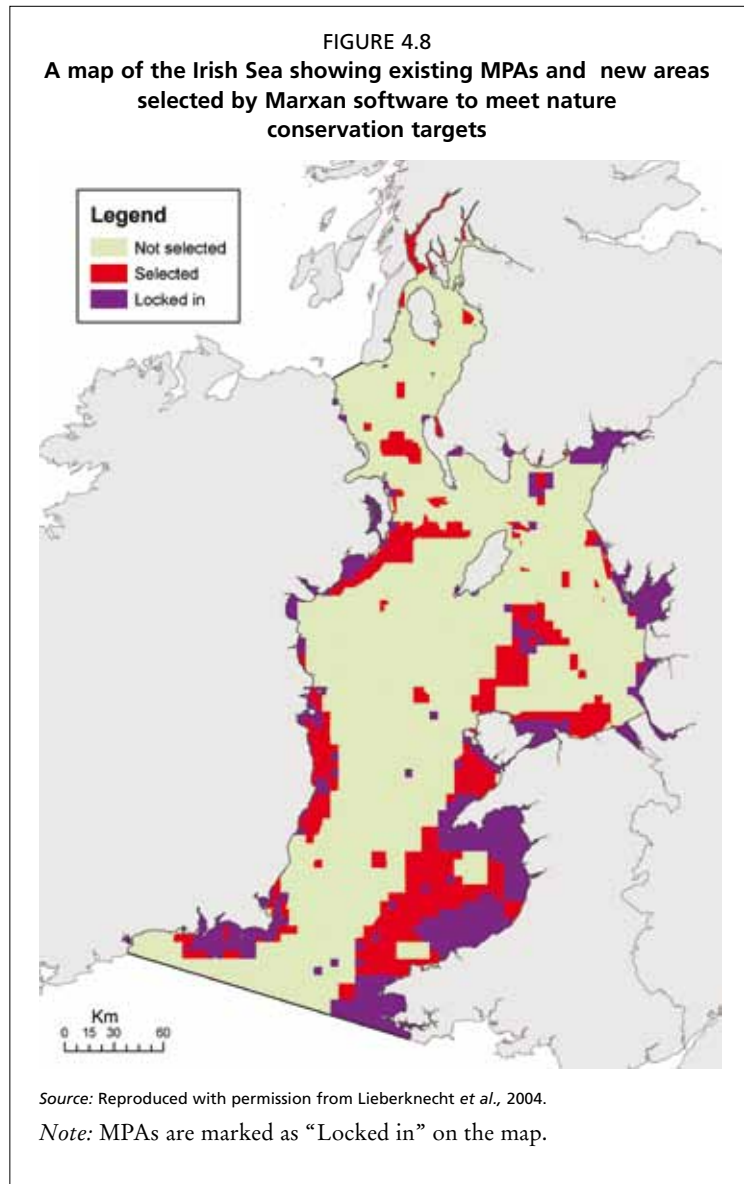 FIGURE 4.8
A map of the Irish Sea showing existing MPAs and new areas
selected by Marxan software to meet nature
conservation targets
Legend
Not selected
Selected
Locked in
Km
0 15 30 60
Source: Reproduced with permission from Lieberknecht et al., 2004.
Note: MPAs are marked as “Locked in” on the map.